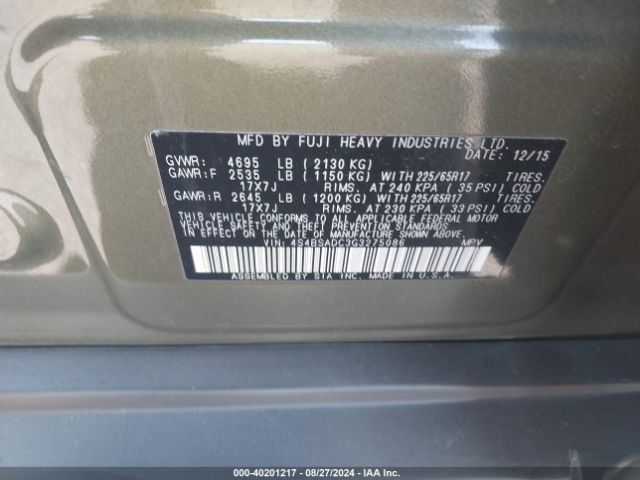 MFD BY FUJI HEAVY INDUSTRIES LTD.
GVWR: 4695 LB ( 2130 KG) DATE: 12/15
GAWR:F 2535 LB ( 1150 KG) WITH 225/65R17 TIRES.
17X7J RIMS. AT 240 KPA ( 35 PSI) COLD
GAWR:R 2645 LB ( 1200 KG) WITH 225/65R17 TIRES.
17X7J RIMS. AT 230 KPA ( 33 PSI) COLD
THIS VEHICLE CONFORMS TO ALL APPLICABLE FEDERAL MOTOR
VEHICLE SAFETY AND THEFT PREVENTION STANDARDS
IN EFFECT ON THE DATE OF MANUFACTURE SHOWN ABOVE.
VIN: 4S4BSADC3G3275086 MPV
ASSEMBLED BY SIA INC. MADE IN U.S.A.
000-40201217 - 08/27/2024 - IAA Inc.